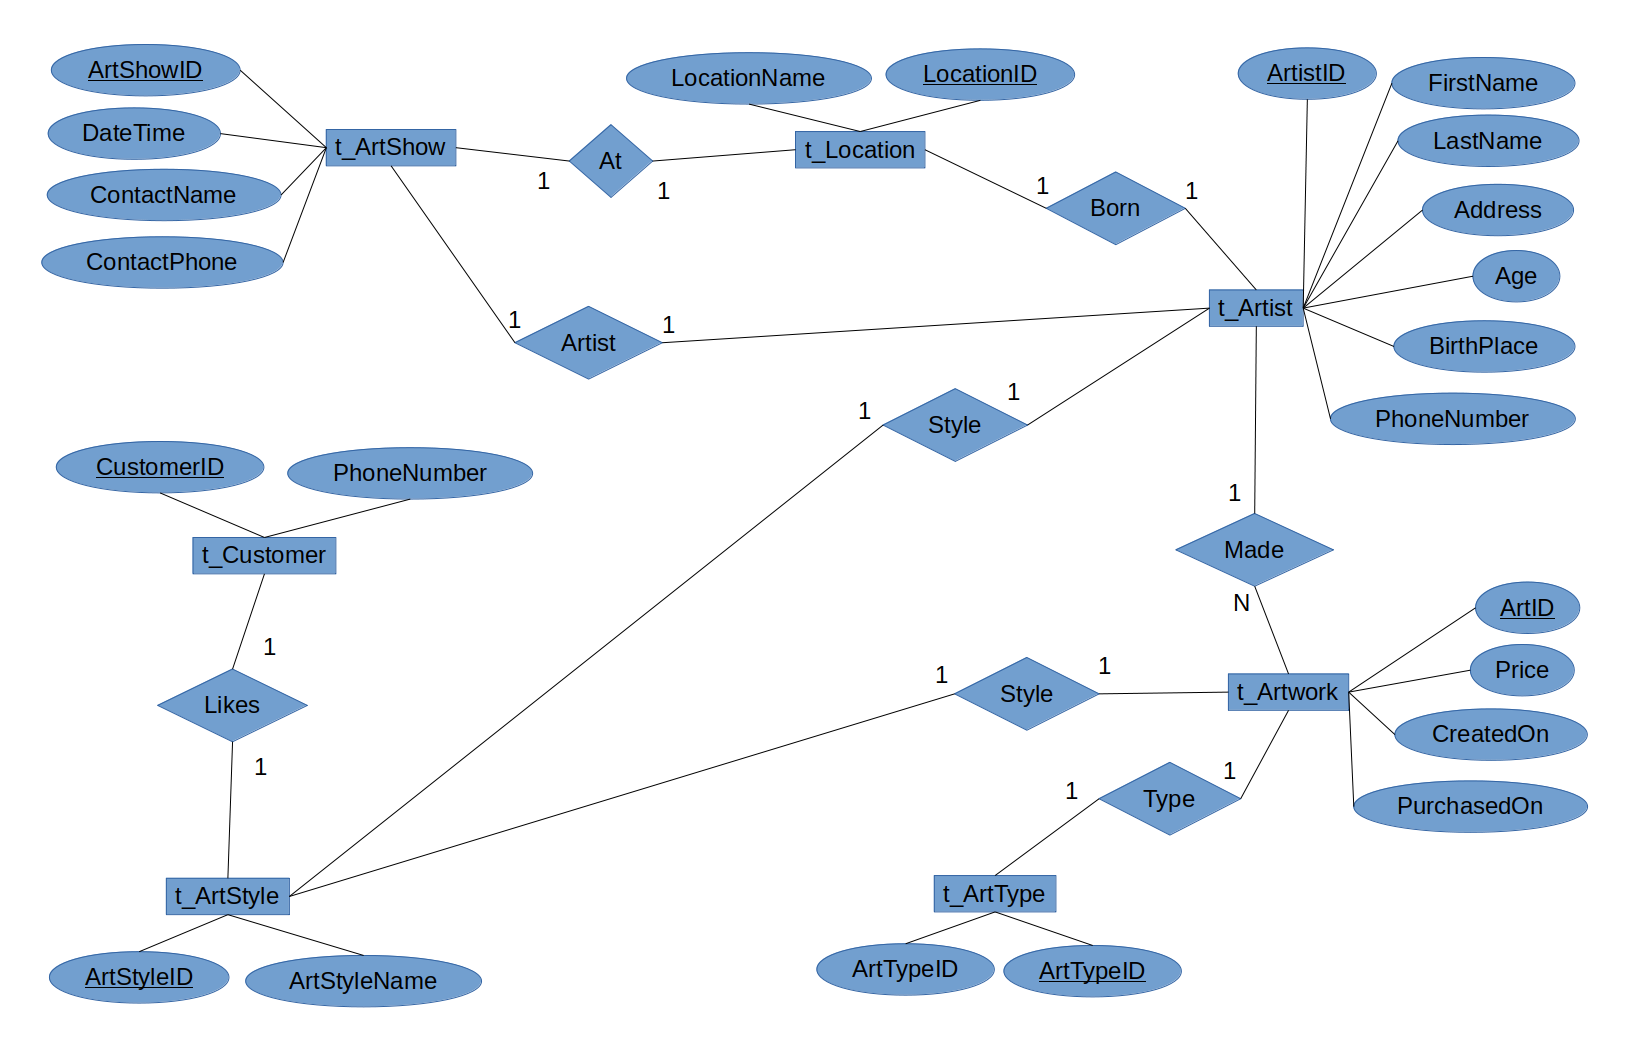 ArtShowID
DateTime
ContactName
ContactPhone
t_ArtShow
At
1
1
LocationName
LocationID
t_Location
1
Born
1
ArtistID
FirstName
LastName
Address
Age
BirthPlace
PhoneNumber
t_Artist
1
Artist
1
1
Style
1
CustomerID
PhoneNumber
t_Customer
1
Likes
1
1
Made
N
ArtID
Price
CreatedOn
PurchasedOn
t_Artwork
1
Style
1
1
Type
1
t_ArtStyle
ArtStyleID
ArtStyleName
t_ArtType
ArtTypeID
ArtTypeID